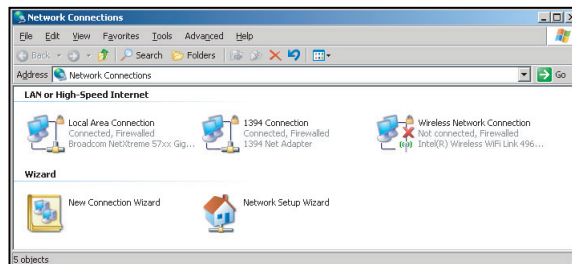 Network Connections
File Edit View Favorites Tools Advanced Help
Back Search Folders
Address Network Connections Go
LAN or High-Speed Internet
Local Area Connection
Connected, Firewalled
Broadcom NetXtreme 57xx Gig...
1394 Connection
Connected, Firewalled
1394 Net Adapter
Wireless Network Connection
Not connected, Firewalled
Intel(R) Wireless WiFi Link 496...
Wizard
New Connection Wizard
Network Setup Wizard
5 objects